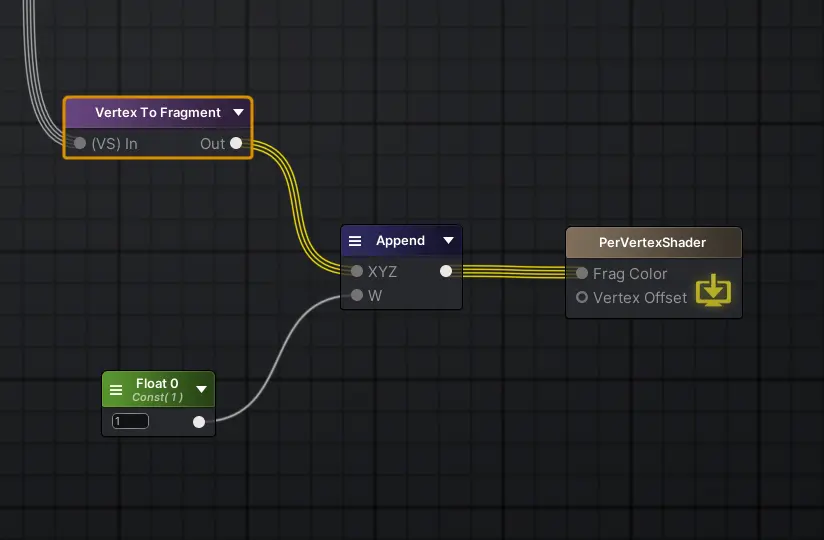 Vertex To Fragment
(VS) In
Out
Append
XYZ
W
PerVertexShader
Frag Color
Vertex Offset
Float 0
Const( 1 )
1